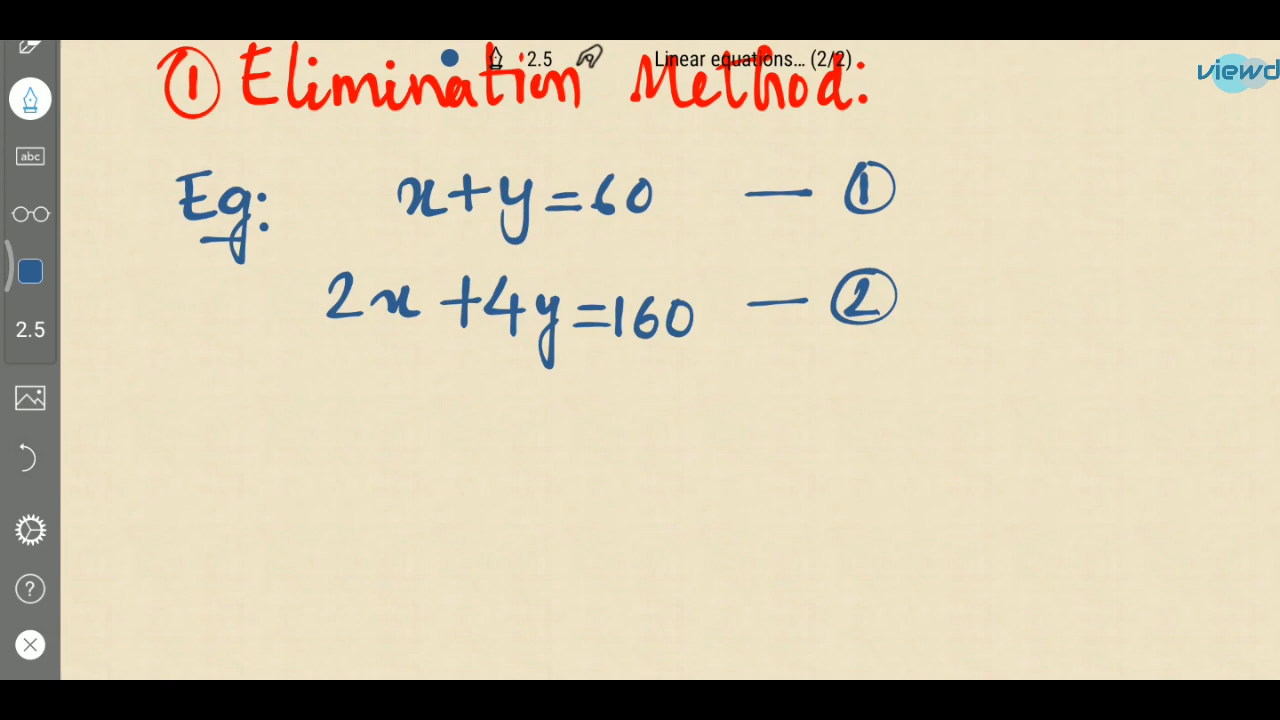 2.5 Linear equations... (2/2)
viewd
① Elimination Method:
abc
Eg: x+y=60 — ①
2x+4y=160 — ②
2.5
?